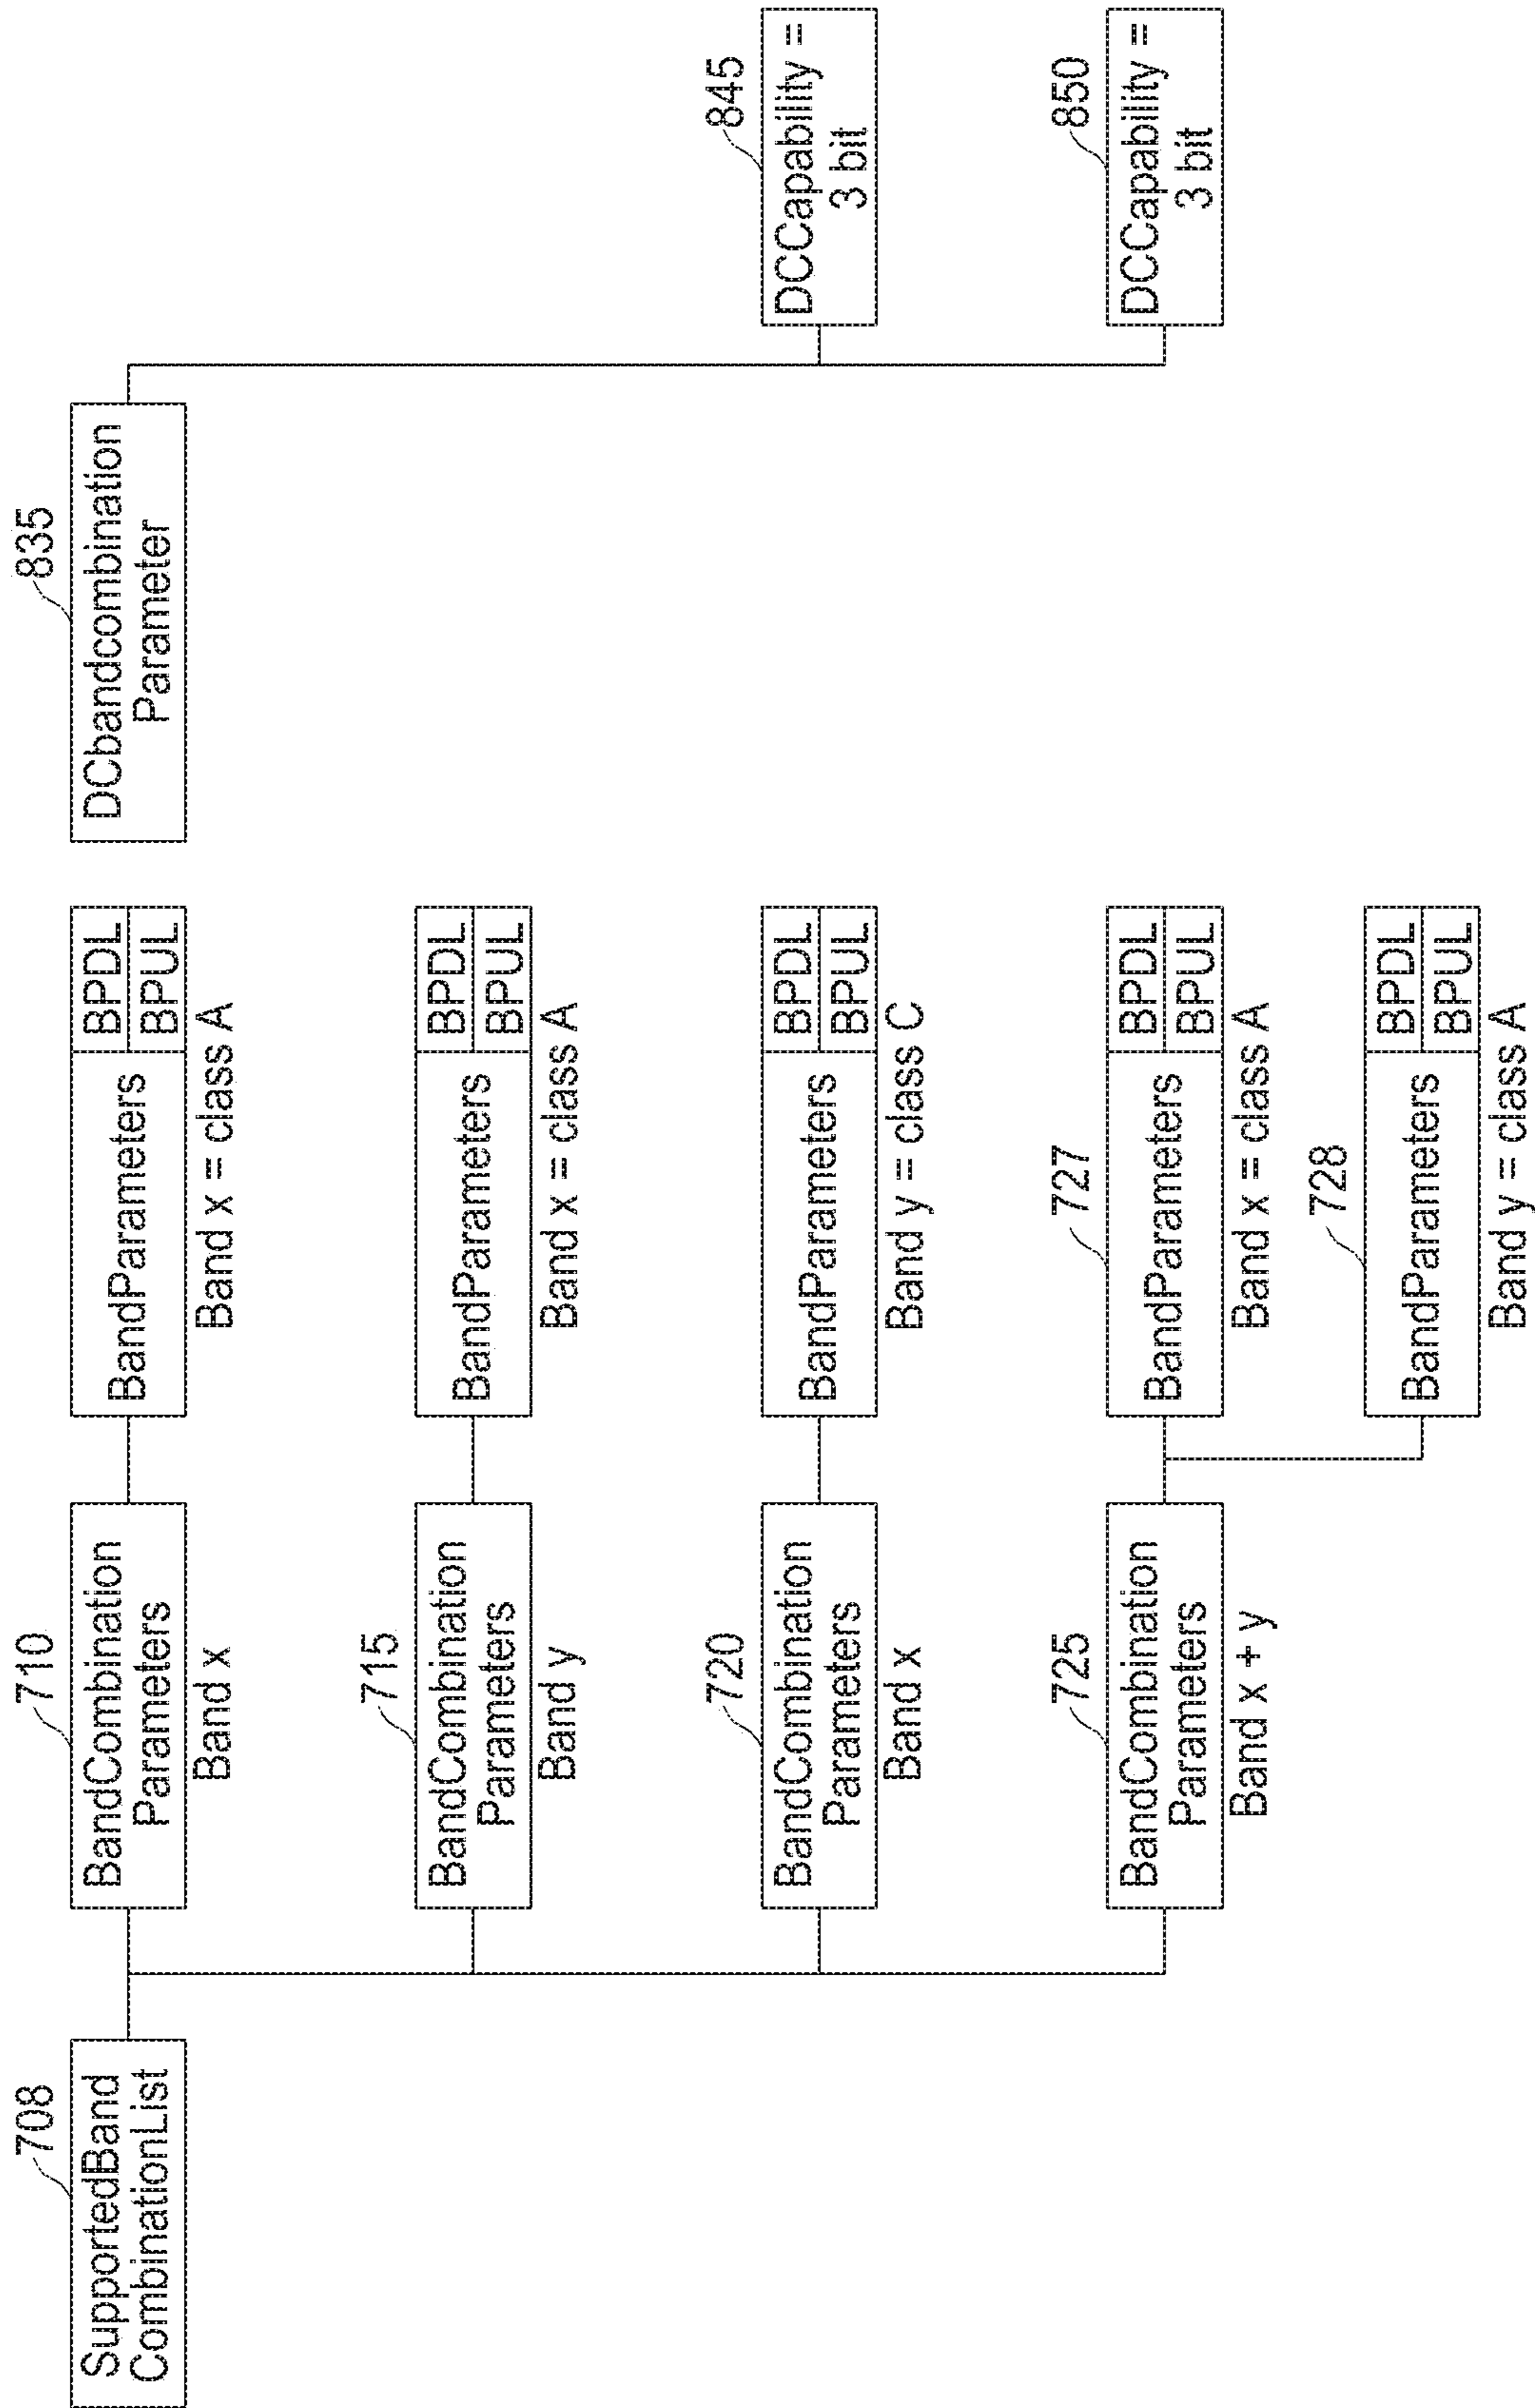 708
SupportedBand
CombinationList
710
BandCombination
Parameters
Band x
BandParameters
BPDL
BPUL
Band x = class A
835
DCbandcombination
Parameter
715
BandCombination
Parameters
Band y
BandParameters
BPDL
BPUL
Band x = class A
720
BandCombination
Parameters
Band x
BandParameters
BPDL
BPUL
Band y = class C
845
DCCapability =
3 bit
725
BandCombination
Parameters
Band x + y
727
BandParameters
BPDL
BPUL
Band x = class A
850
DCCapability =
3 bit
728
BandParameters
BPDL
BPUL
Band y = class A